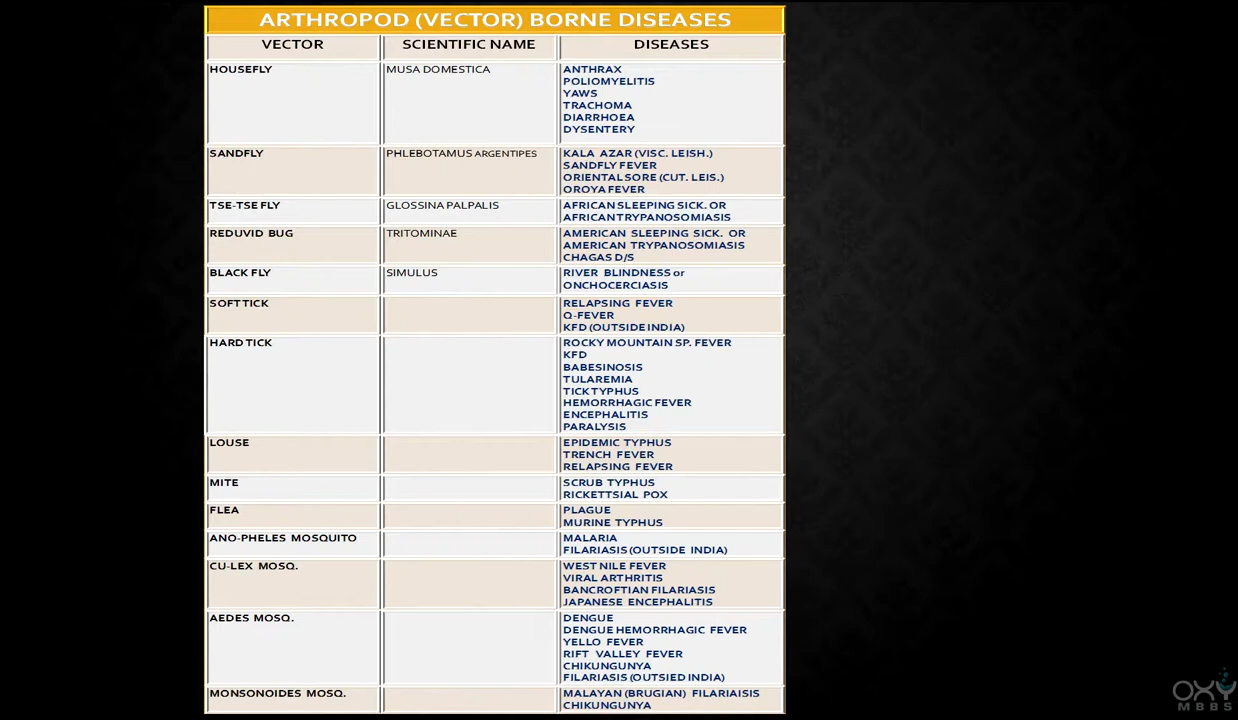 ARTHROPOD (VECTOR) BORNE DISEASES
VECTOR SCIENTIFIC NAME DISEASES
HOUSEFLY MUSA DOMESTICA ANTHRAX
POLIOMYELITIS
YAWS
TRACHOMA
DIARRHOEA
DYSENTERY
SANDFLY PHLEBOTAMUS ARGENTIPES KALA AZAR (VISC. LEISH.)
SANDFLY FEVER
ORIENTAL SORE (CUT. LEIS.)
OROYA FEVER
TSE-TSE FLY GLOSSINA PALPALIS AFRICAN SLEEPING SICK. OR
AFRICAN TRYPANOSOMIASIS
REDUVID BUG TRITOMINAE AMERICAN SLEEPING SICK. OR
AMERICAN TRYPANOSOMIASIS
CHAGAS D/S
BLACK FLY SIMULUS RIVER BLINDNESS or
ONCHOCERCIASIS
SOFT TICK RELAPSING FEVER
Q-FEVER
KFD (OUTSIDE INDIA)
HARD TICK ROCKY MOUNTAIN SP. FEVER
KFD
BABESINOSIS
TULAREMIA
TICK TYPHUS
HEMORRHAGIC FEVER
ENCEPHALITIS
PARALYSIS
LOUSE EPIDEMIC TYPHUS
TRENCH FEVER
RELAPSING FEVER
MITE SCRUB TYPHUS
RICKETTSIAL POX
FLEA PLAGUE
MURINE TYPHUS
ANO-PHELES MOSQUITO MALARIA
FILARIASIS (OUTSIDE INDIA)
CU-LEX MOSQ. WEST NILE FEVER
VIRAL ARTHRITIS
BANCROFTIAN FILARIASIS
JAPANESE ENCEPHALITIS
AEDES MOSQ. DENGUE
DENGUE HEMORRHAGIC FEVER
YELLO FEVER
RIFT VALLEY FEVER
CHIKUNGUNYA
FILARIASIS (OUTSIED INDIA)
MONSONOIDES MOSQ. MALAYAN (BRUGIAN) FILARIAISIS
CHIKUNGUNYA
OXY
MBBS